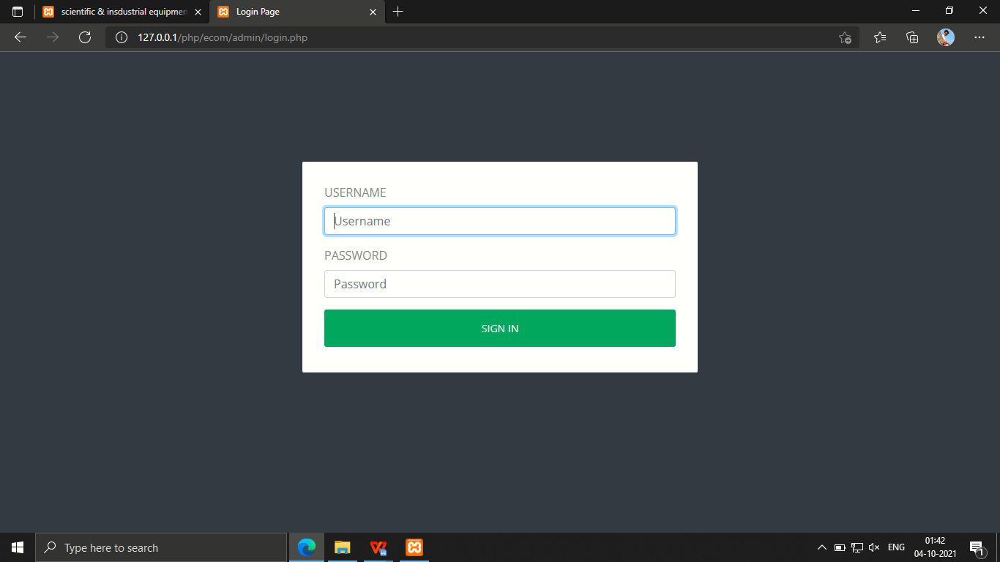 scientific & insdustrial equipmen
Login Page
127.0.0.1/php/ecom/admin/login.php
USERNAME
Username
PASSWORD
Password
SIGN IN
Type here to search
ENG
01:42
04-10-2021
1